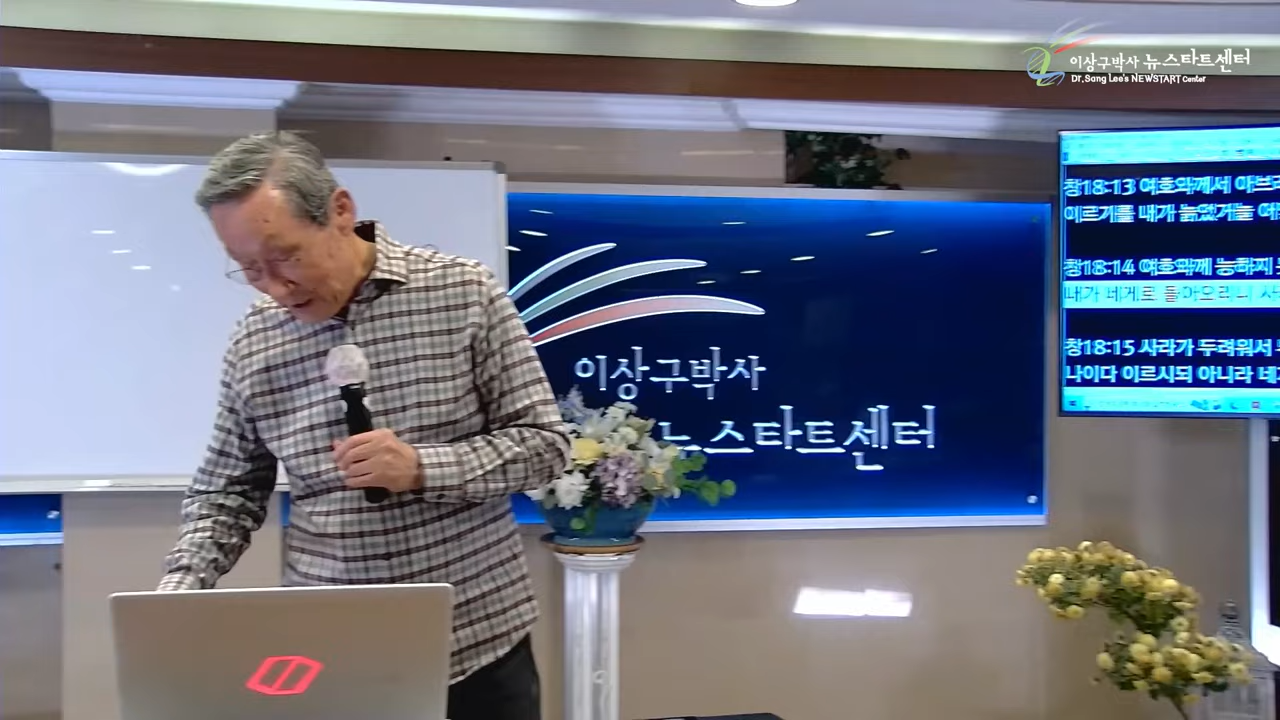 이상구박사 뉴스타트센터
Dr. Sang Lee's NEWSTART Center
이상구박사
뉴스타트센터
창18:13 여호와께서 아브라
이르기를 내가 늙었거늘 어
창18:14 여호와께 능하지
내가 네게로 돌아오리니 사
창18:15 사라가 두려워서
나이다 이르시되 아니라 네